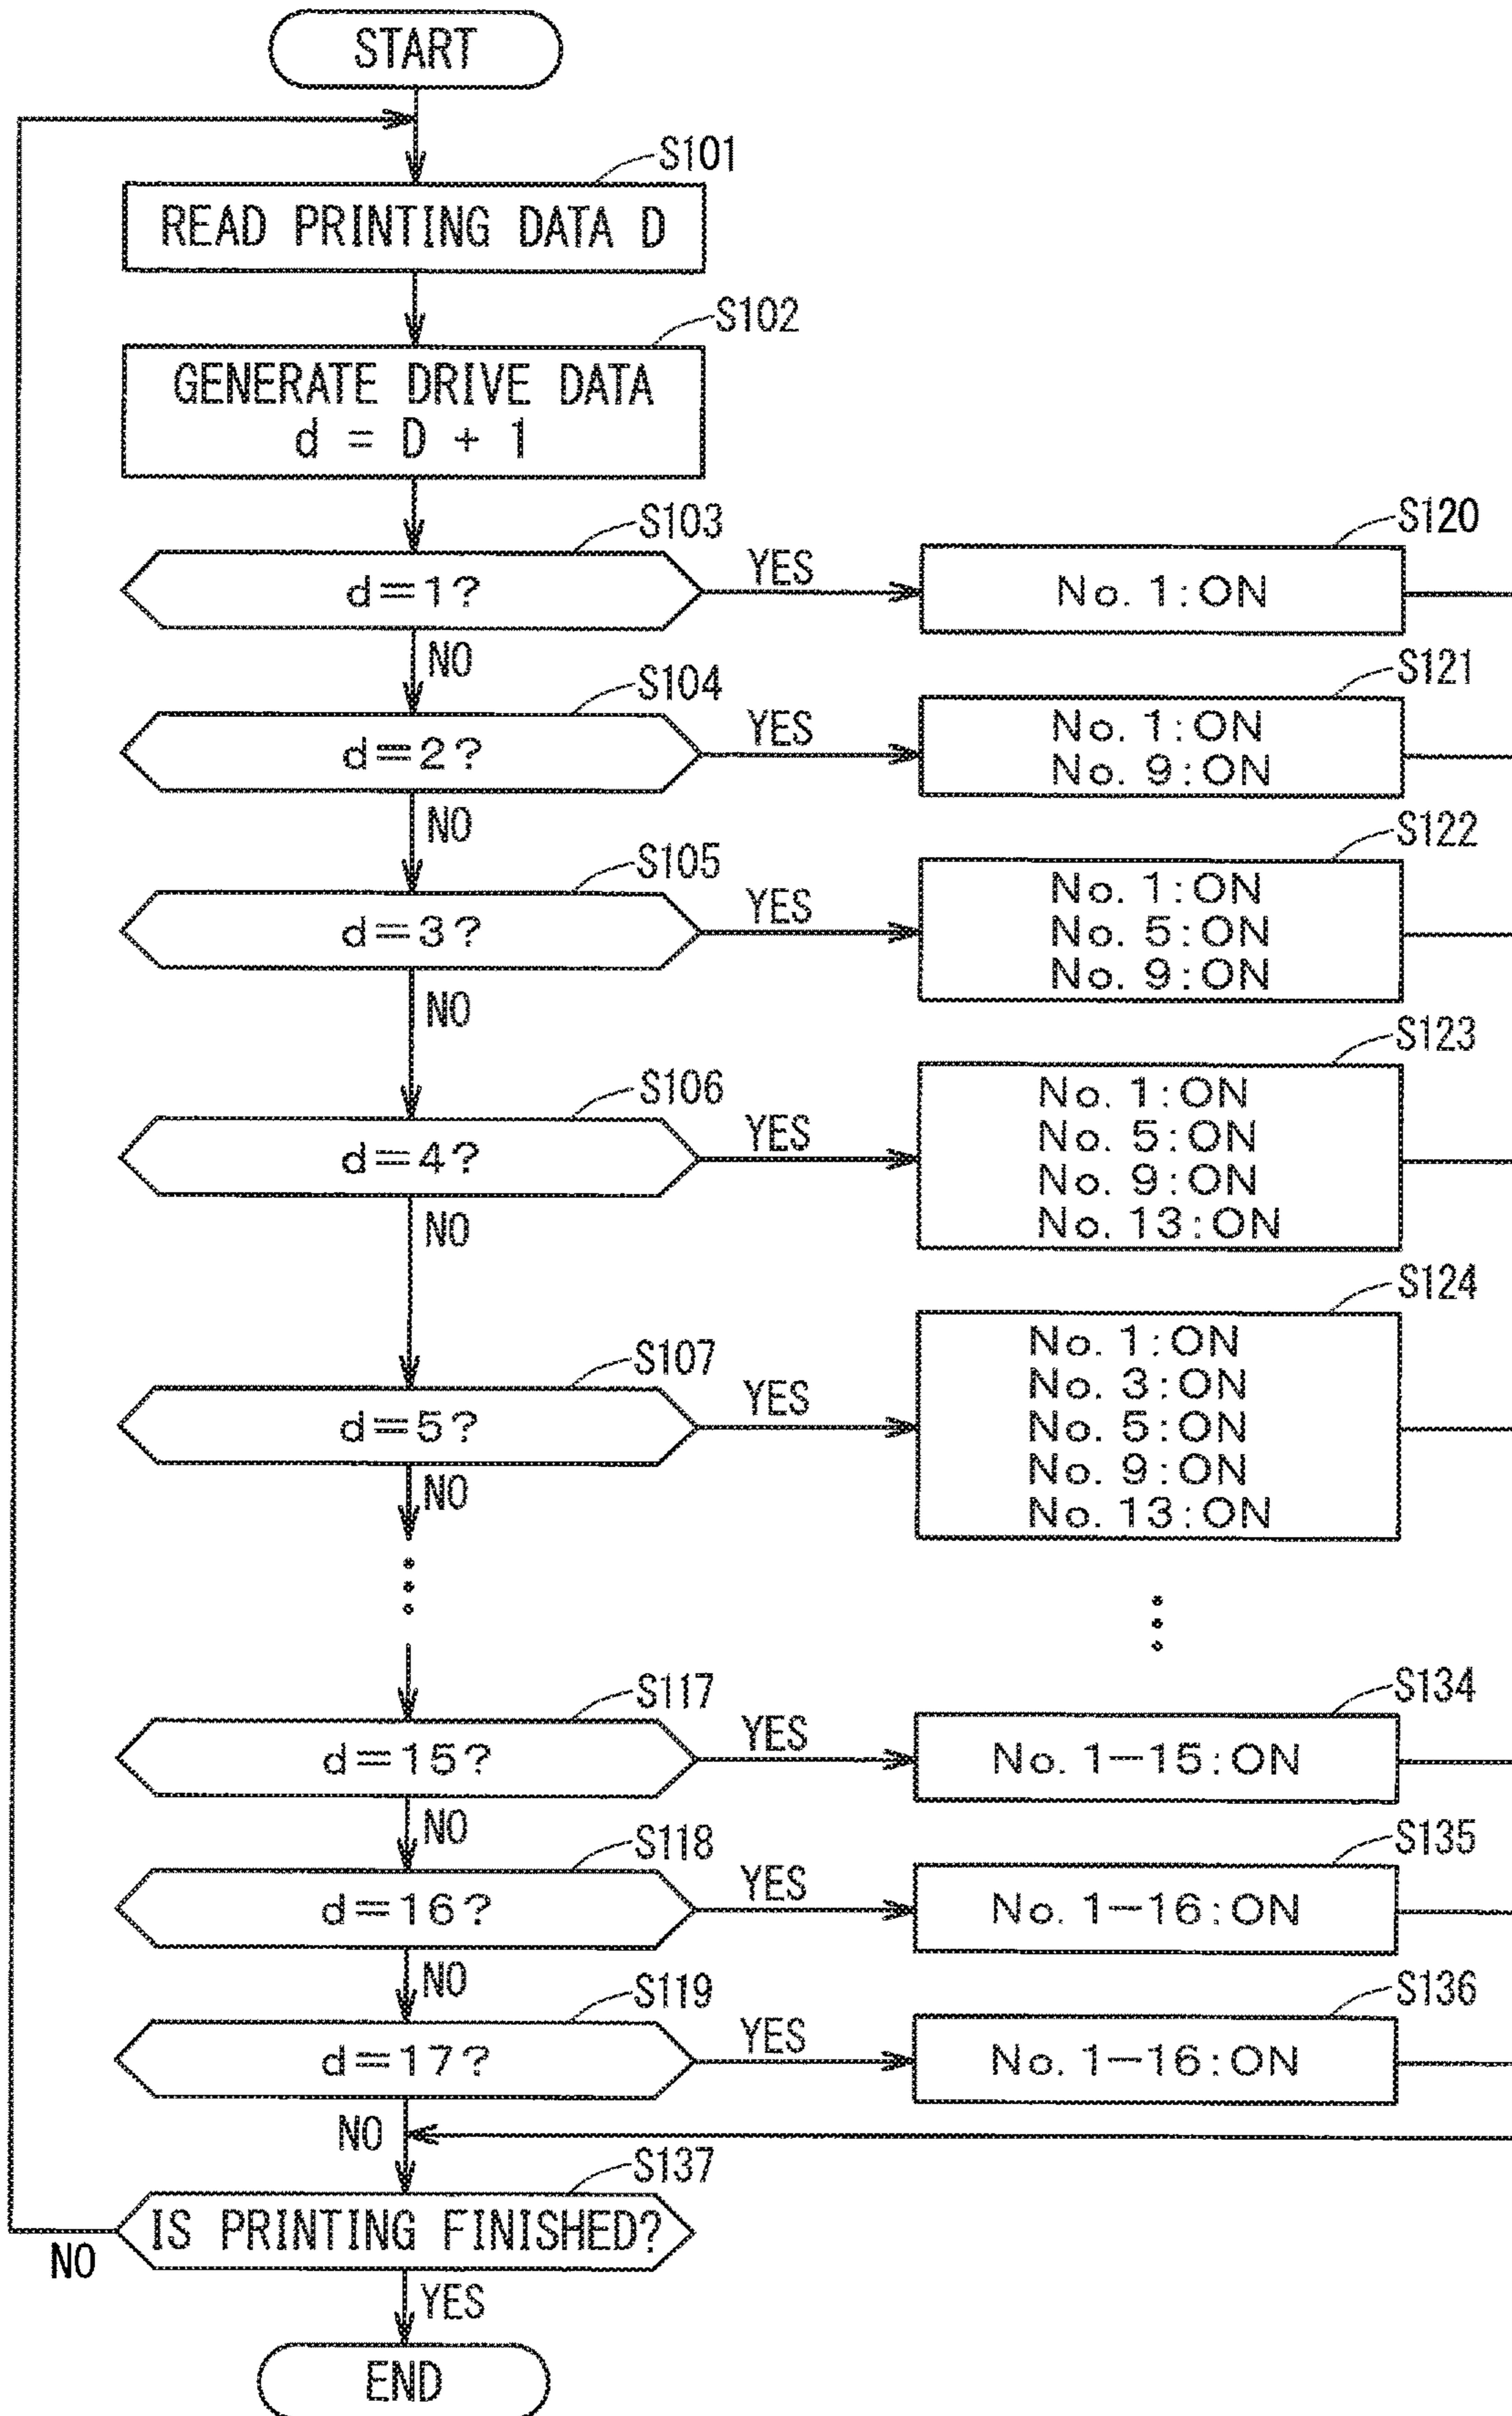 START
S101
READ PRINTING DATA D
S102
GENERATE DRIVE DATA
d = D + 1
S103
d=1?
YES
S120
No. 1:ON
NO
S104
d=2?
YES
S121
No. 1:ON
No. 9:ON
NO
S105
d=3?
YES
S122
No. 1:ON
No. 5:ON
No. 9:ON
NO
S106
d=4?
YES
S123
No. 1:ON
No. 5:ON
No. 9:ON
No. 13:ON
NO
S107
d=5?
YES
S124
No. 1:ON
No. 3:ON
No. 5:ON
No. 9:ON
No. 13:ON
NO
S117
d=15?
YES
S134
No. 1-15:ON
NO
S118
d=16?
YES
S135
No. 1-16:ON
NO
S119
d=17?
YES
S136
No. 1-16:ON
NO
S137
IS PRINTING FINISHED?
NO
YES
END